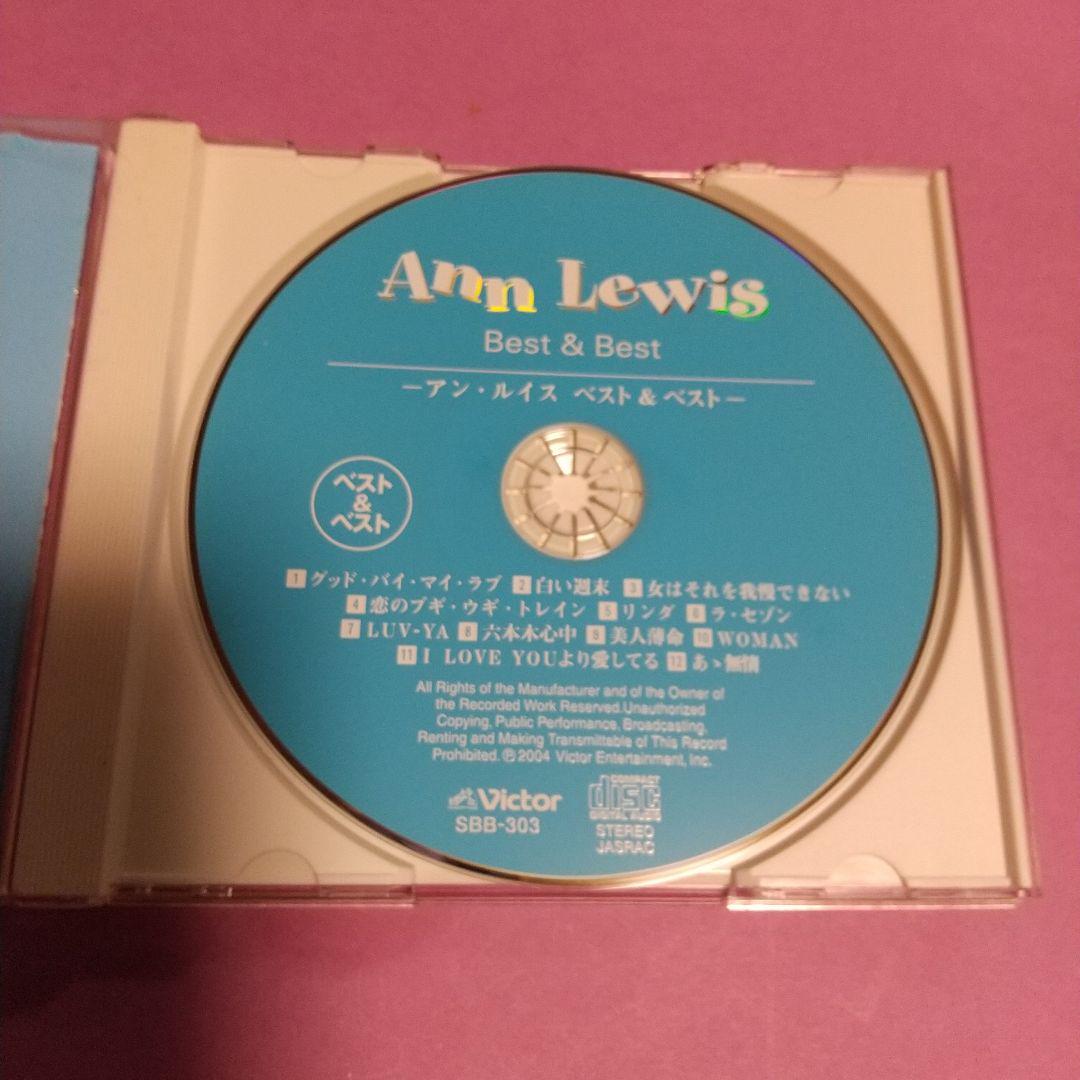 Ann Lewis
Best & Best
ーアン・ルイス ベスト&ベストー
ベスト
&
ベスト
1 グッド・バイ・マイ・ラブ 2 白い週末 3 女はそれを我慢できない
4 恋のブギ・ウギ・トレイン 5 リンダ 6 ラ・セゾン
7 LUV-YA 8 六本木心中 9 美人薄命 10 WOMAN
11 I LOVE YOUより愛してる 12 あゝ無情
All Rights of the Manufacturer and of the Owner of
the Recorded Work Reserved.Unauthorized
Copying, Public Performance, Broadcasting,
Renting and Making Transmittable of This Record
Prohibited. ℗ 2004 Victor Entertainment, Inc.
Victor
SBB-303
COMPACT
disc
DIGITAL AUDIO
STEREO
JASRAC